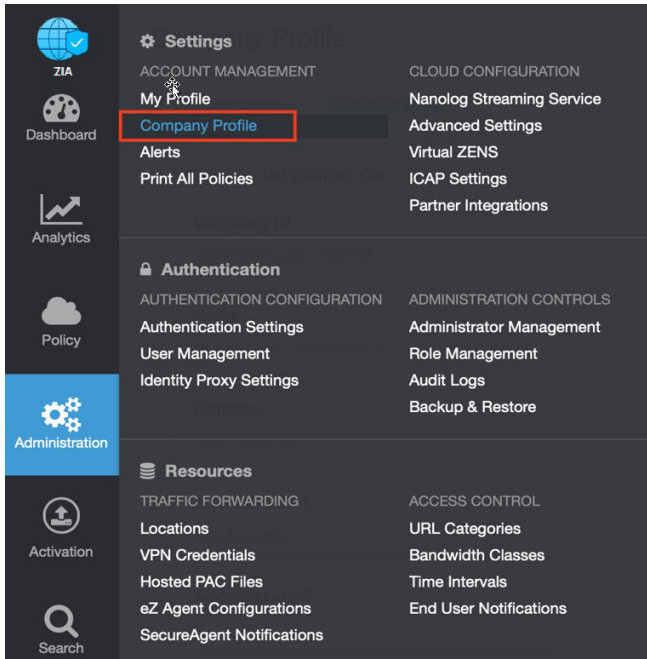 ZIA
Dashboard
Analytics
Policy
Administration
Activation
Search
Settings
ACCOUNT MANAGEMENT
My Profile
Company Profile
Alerts
Print All Policies
CLOUD CONFIGURATION
Nanolog Streaming Service
Advanced Settings
Virtual ZENS
ICAP Settings
Partner Integrations
Authentication
AUTHENTICATION CONFIGURATION
Authentication Settings
User Management
Identity Proxy Settings
ADMINISTRATION CONTROLS
Administrator Management
Role Management
Audit Logs
Backup & Restore
Resources
TRAFFIC FORWARDING
Locations
VPN Credentials
Hosted PAC Files
eZ Agent Configurations
SecureAgent Notifications
ACCESS CONTROL
URL Categories
Bandwidth Classes
Time Intervals
End User Notifications